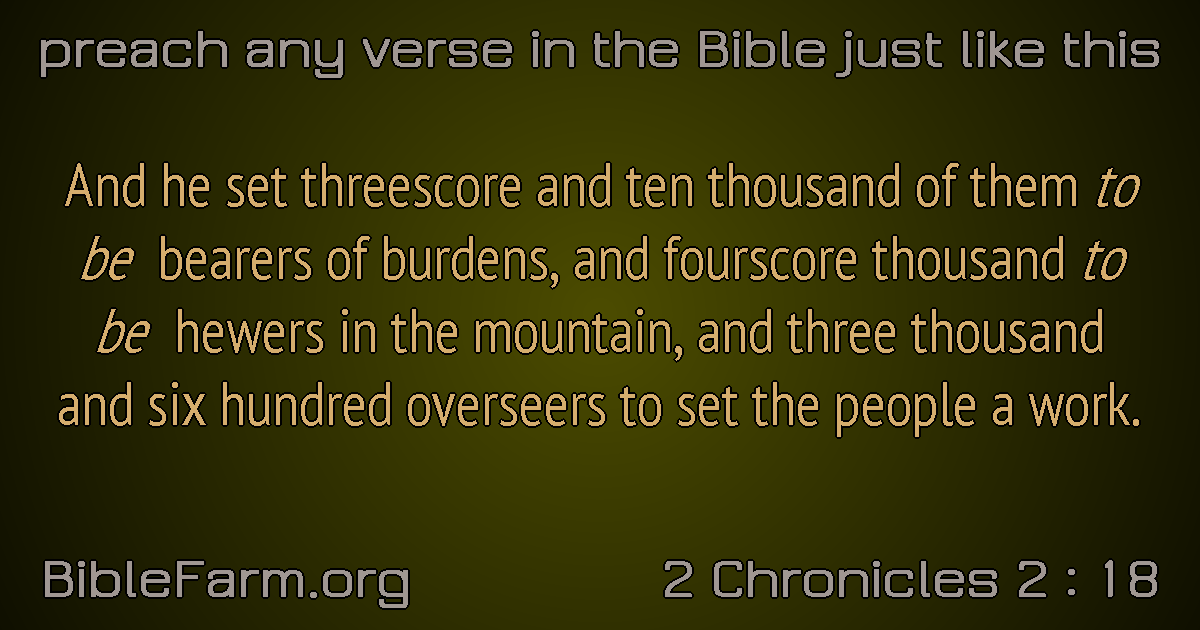 preach any verse in the Bible just like this
And he set threescore and ten thousand of them to
be bearers of burdens, and fourscore thousand to
be hewers in the mountain, and three thousand
and six hundred overseers to set the people a work.
BibleFarm.org
2 Chronicles 2 : 18